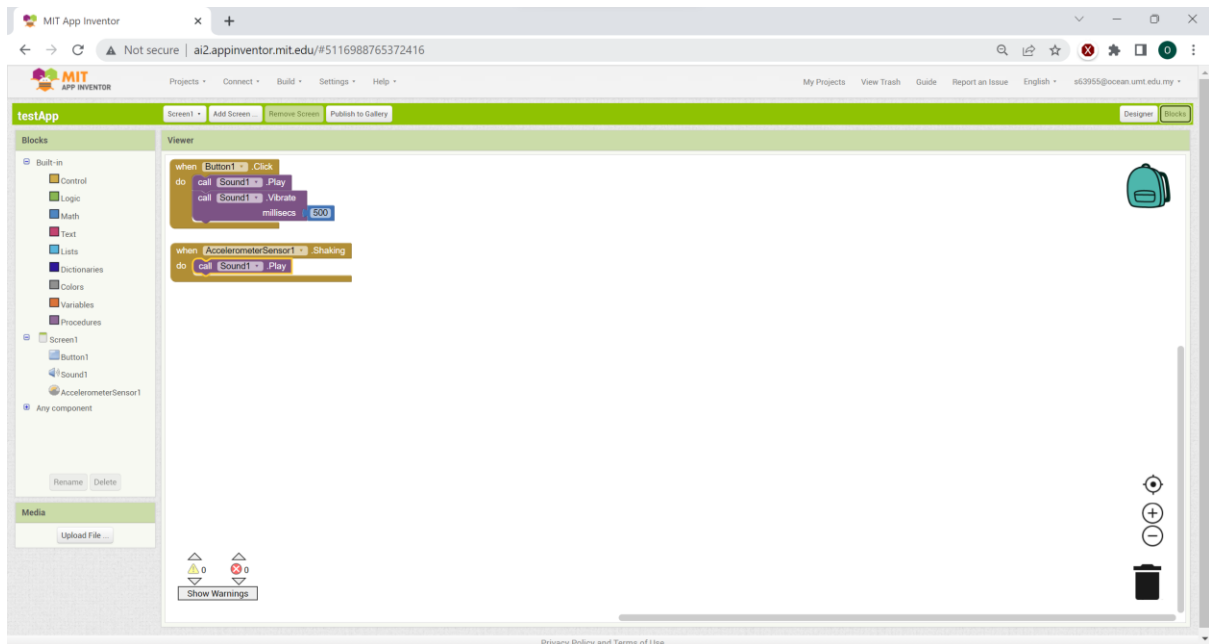 MIT App Inventor
Not secure | ai2.appinventor.mit.edu/#5116988765372416
O
MIT
APP INVENTOR
Projects Connect Build Settings Help
My Projects View Trash Guide Report an Issue English s63955@ocean.umt.edu.my
testApp
Screen1 Add Screen ... Remove Screen Publish to Gallery
Designer Blocks
Blocks
Viewer
Built-in
Control
Logic
Math
Text
Lists
Dictionaries
Colors
Variables
Procedures
Screen1
Button1
Sound1
AccelerometerSensor1
Any component
Rename Delete
Media
Upload File ...
when Button1 .Click
do call Sound1 .Play
call Sound1 .Vibrate
millisecs 500
when AccelerometerSensor1 .Shaking
do call Sound1 .Play
0 0
Show Warnings
Privacy Policy and Terms of Use